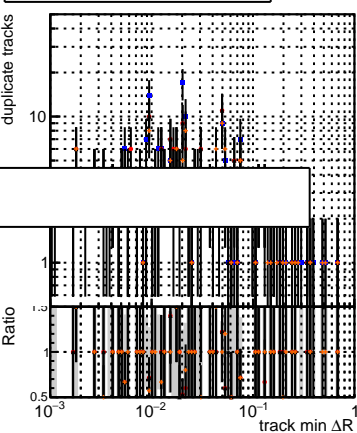 duplicate tracks
10
1
Ratio
1.5
1
0.5
10⁻³ 10⁻² 10⁻¹ 1
track min ΔR